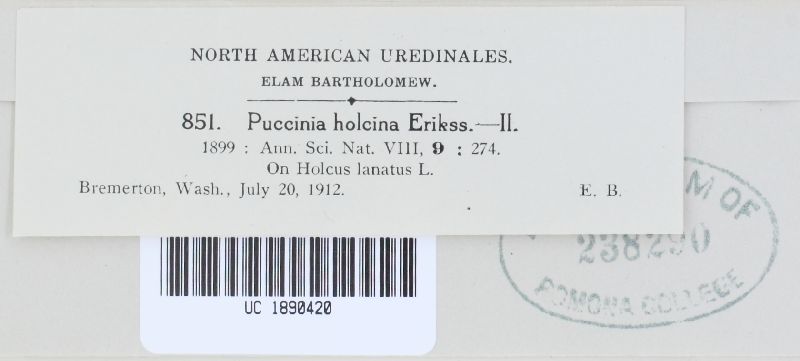 NORTH AMERICAN UREDINALES.
ELAM BARTHOLOMEW.
851. Puccinia holcina Erikss.—II.
1899 : Ann. Sci. Nat. VIII, 9 : 274.
On Holcus lanatus L.
Bremerton, Wash., July 20, 1912. E. B.
M OF
238290
POMONA COLLEGE
UC 1890420